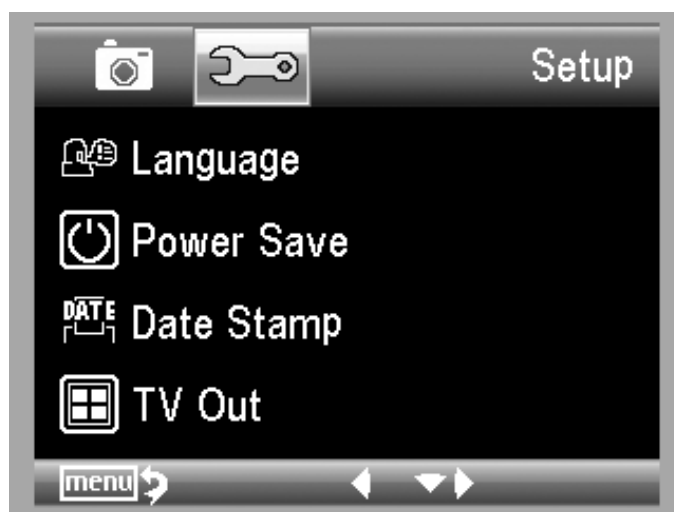 Setup
Language
Power Save
DATE Date Stamp
TV Out
menu